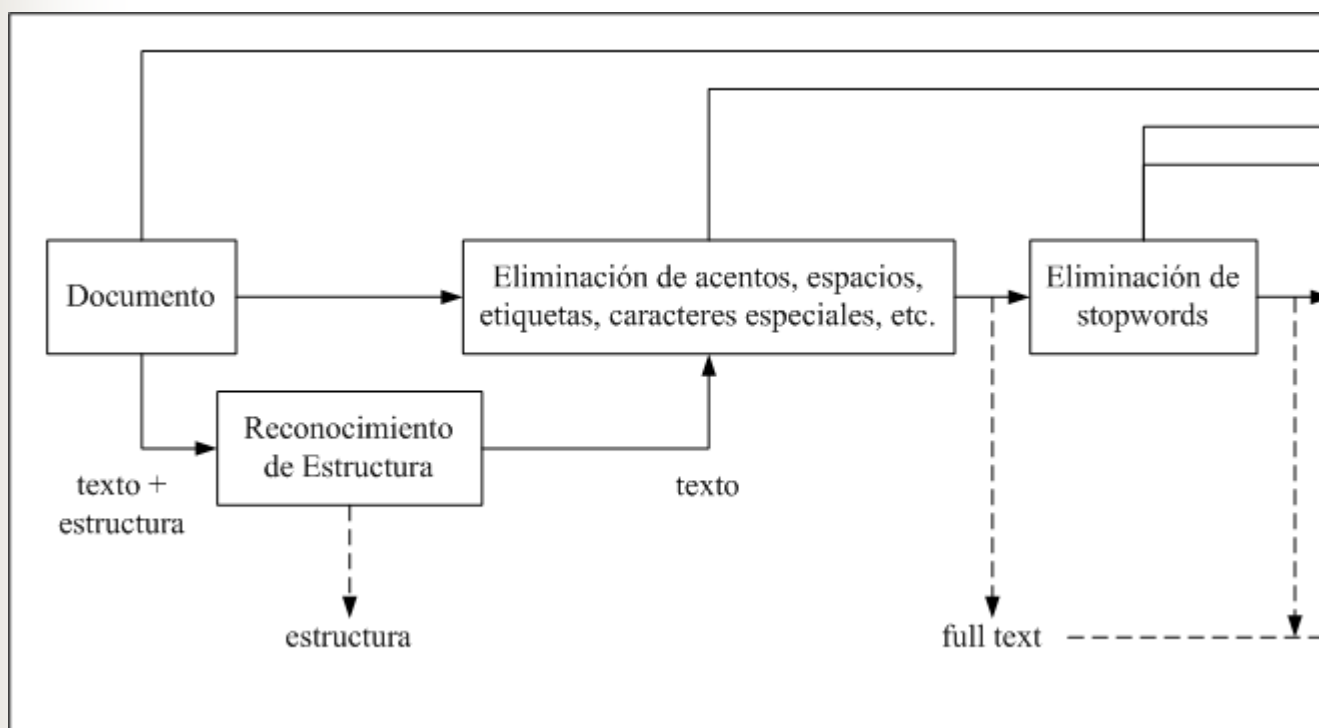 Documento
Eliminación de acentos, espacios,
etiquetas, caracteres especiales, etc.
Eliminación de
stopwords
Reconocimiento
de Estructura
texto +
estructura
texto
estructura
full text